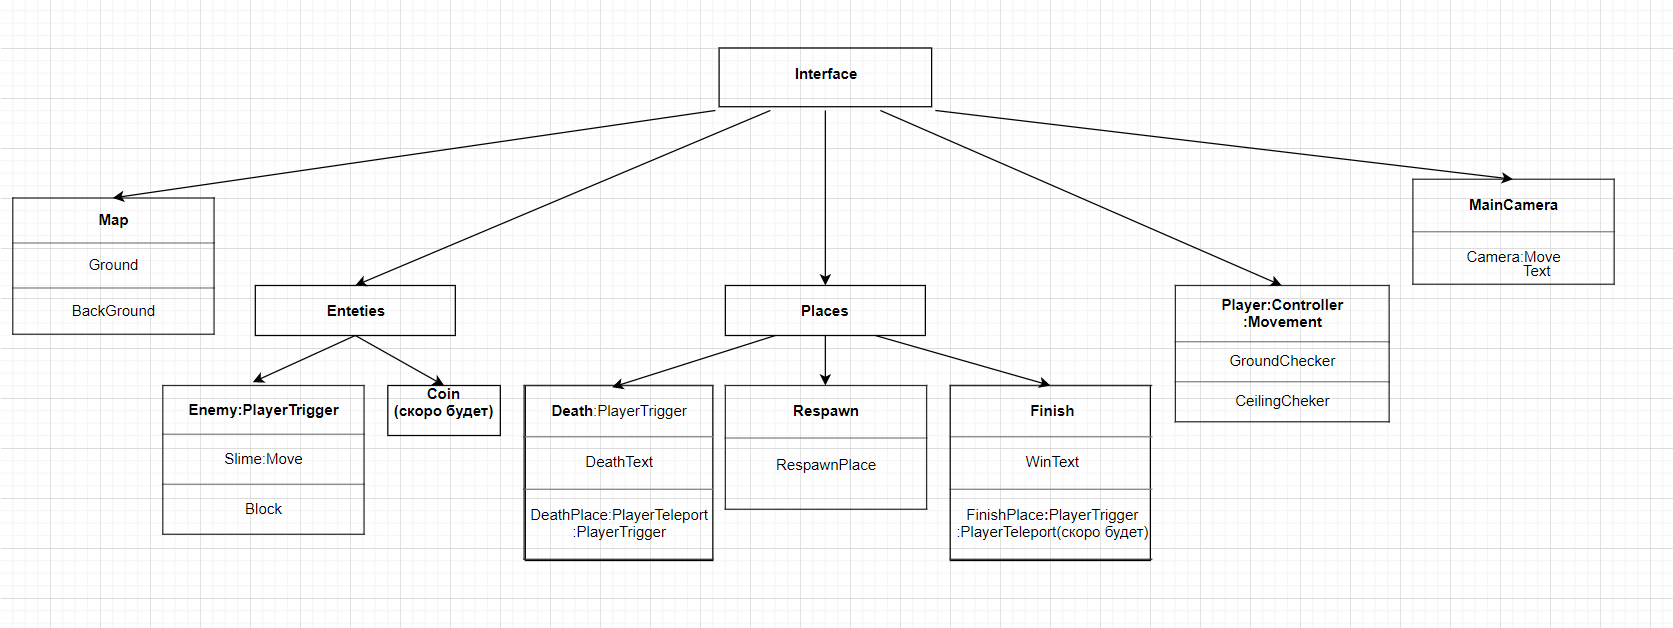 Interface
Map
Ground
BackGround
Enteties
Enemy:PlayerTrigger
Slime:Move
Block
Coin
(скоро будет)
Places
Death:PlayerTrigger
DeathText
DeathPlace:PlayerTeleport
:PlayerTrigger
Respawn
RespawnPlace
Finish
WinText
FinishPlace:PlayerTrigger
:PlayerTeleport(скоро будет)
Player:Controller
:Movement
GroundChecker
CeilingCheker
MainCamera
Camera:Move
Text